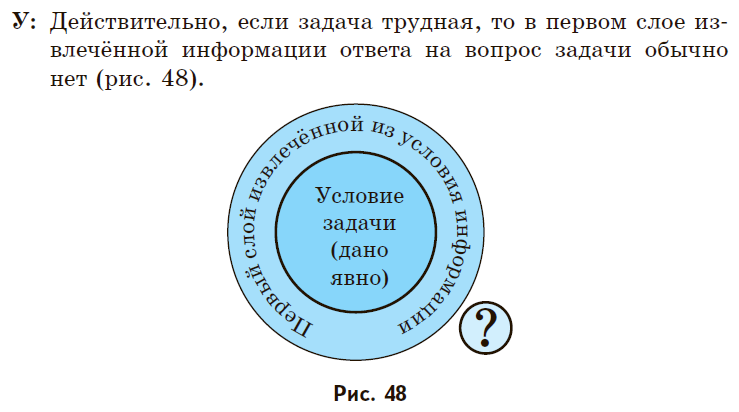 У: Действительно, если задача трудная, то в первом слое из-
влечённой информации ответа на вопрос задачи обычно
нет (рис. 48).
Первый слой извлечённой из условия информации
Условие
задачи
(дано
явно)
?
Рис. 48